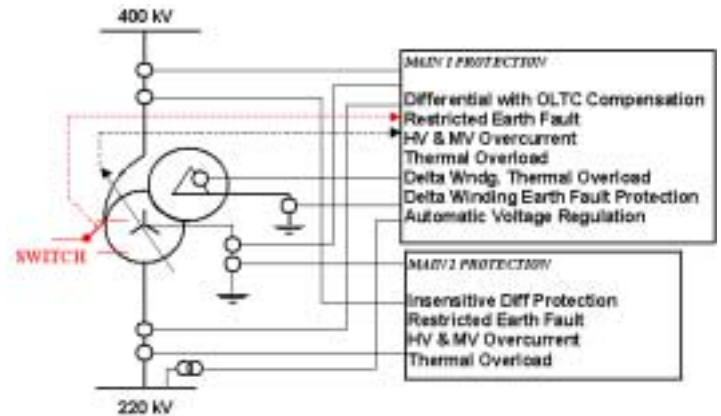 400 kV
MAIN 1 PROTECTION
Differential with OLTC Compensation
Restricted Earth Fault
HV & MV Overcurrent
Thermal Overload
Delta Wndg. Thermal Overload
Delta Winding Earth Fault Protection
Automatic Voltage Regulation
SWITCH
MAIN 2 PROTECTION
Insensitive Diff Protection
Restricted Earth Fault
HV & MV Overcurrent
Thermal Overload
220 kV